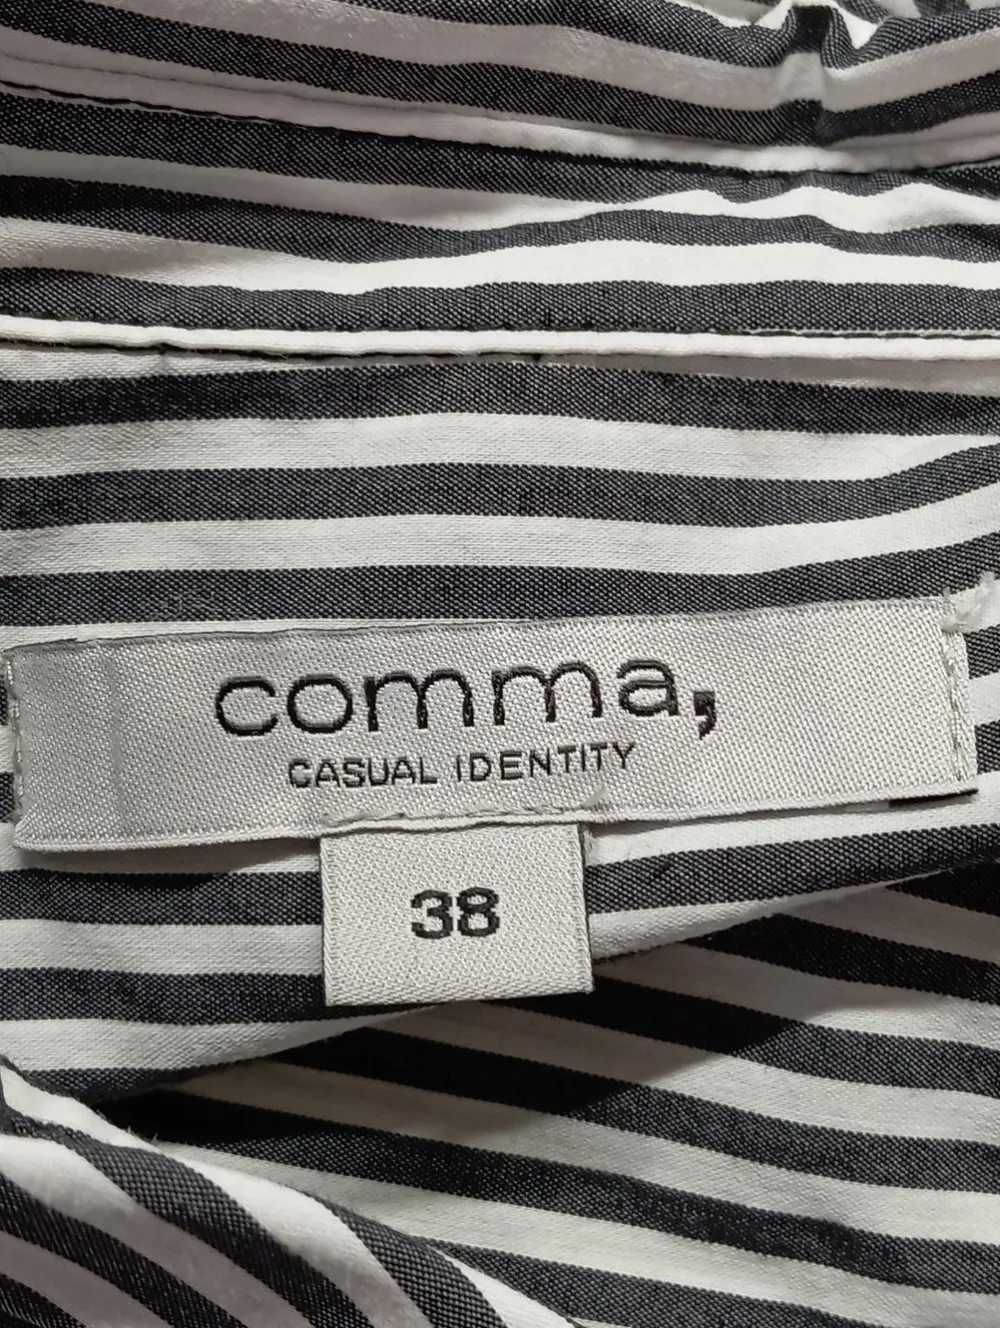 comma,
CASUAL IDENTITY
38